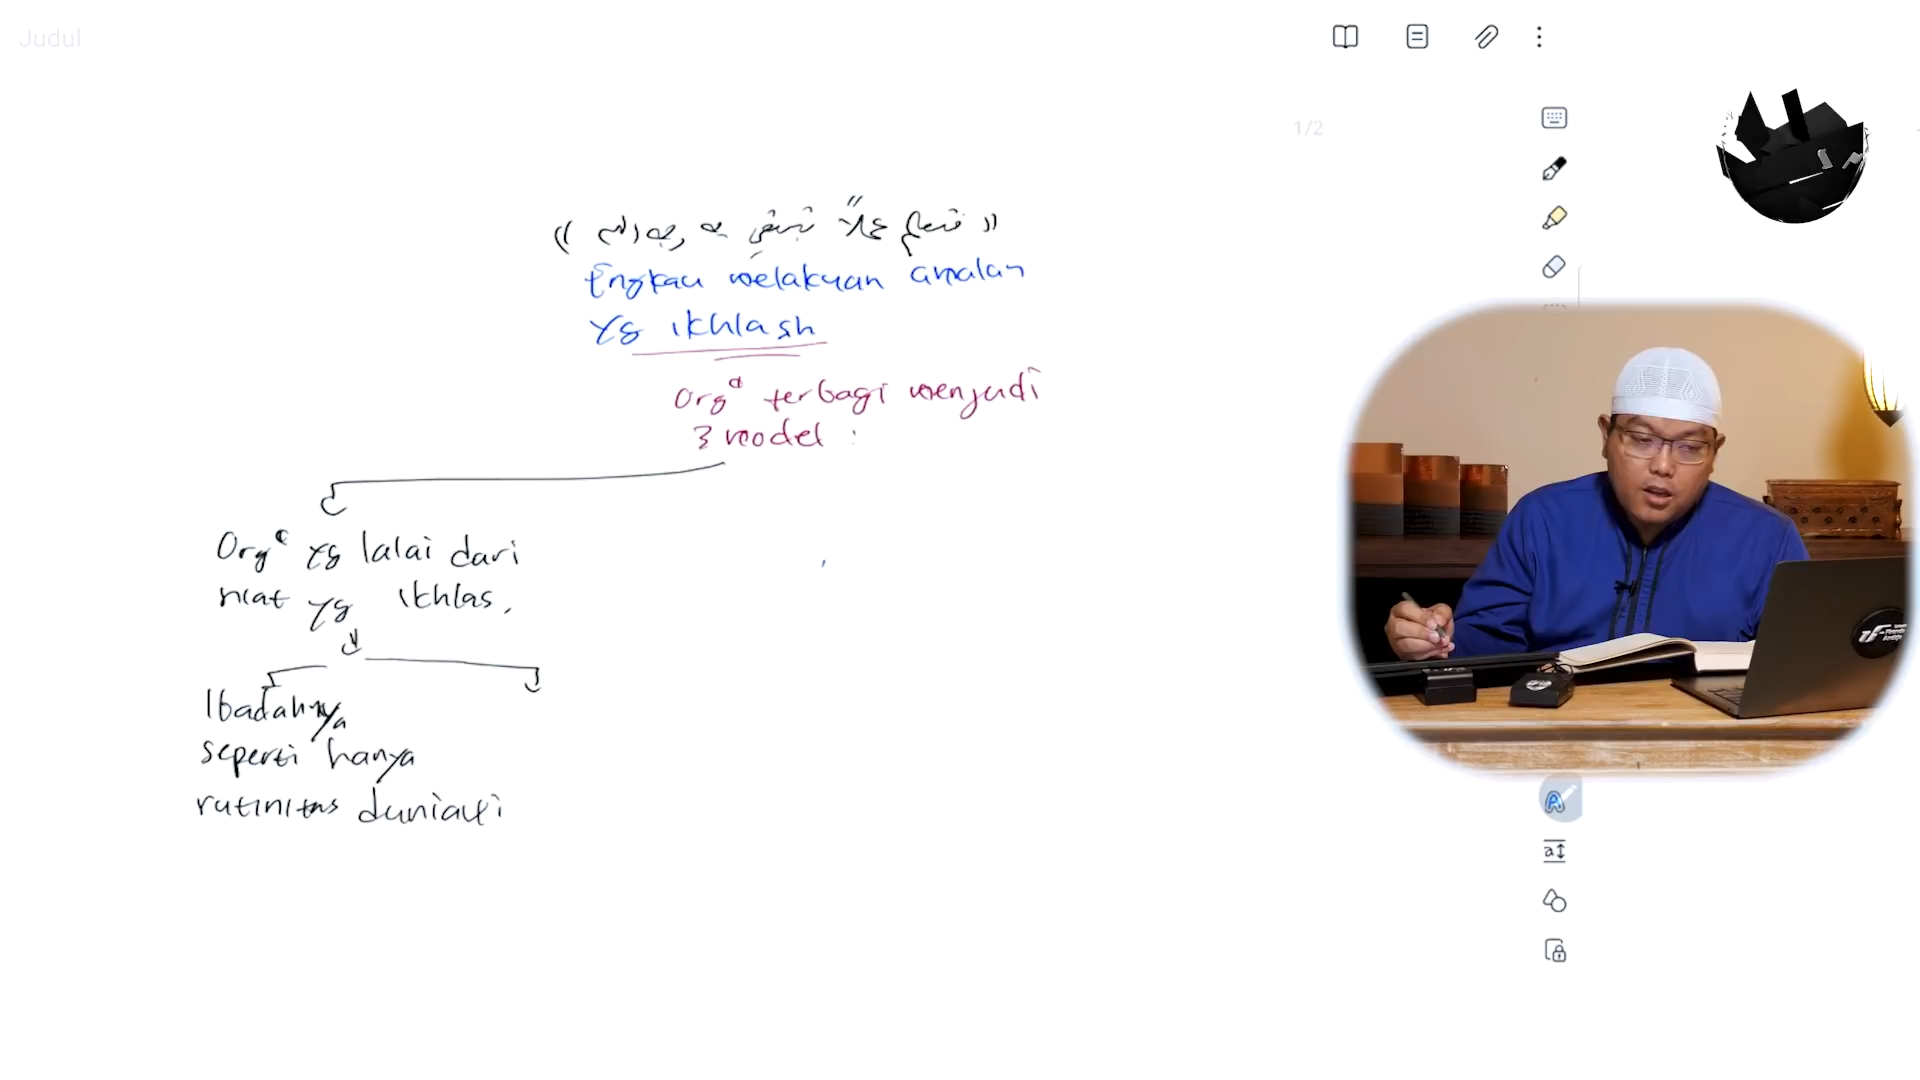 Judul
1/2
« فتعمل عملاً تبتغي به وجه الله »
Engkau melakukan amalan
yg ikhlash
Org² terbagi menjadi
3 model :
Org² yg lalai dari
niat yg ikhlas,
Ibadahnya
seperti hanya
rutinitas duniawi